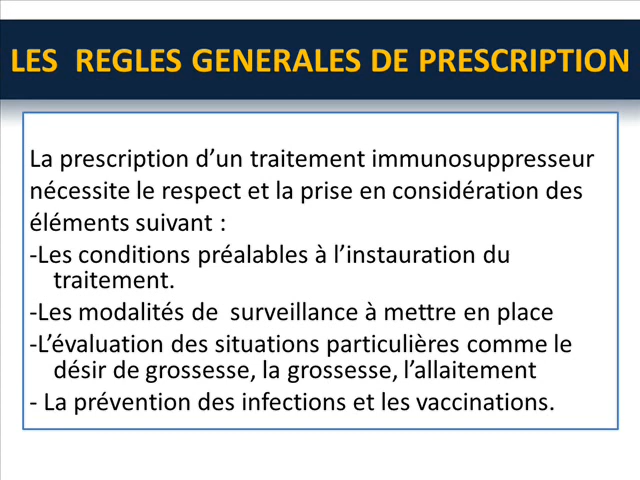 LES  REGLES GENERALES DE PRESCRIPTION
La prescription d’un traitement immunosuppresseur
nécessite le respect et la prise en considération des
éléments suivant :
-Les conditions préalables à l’instauration du
traitement.
-Les modalités de  surveillance à mettre en place
-L’évaluation des situations particulières comme le
désir de grossesse, la grossesse, l’allaitement
- La prévention des infections et les vaccinations.